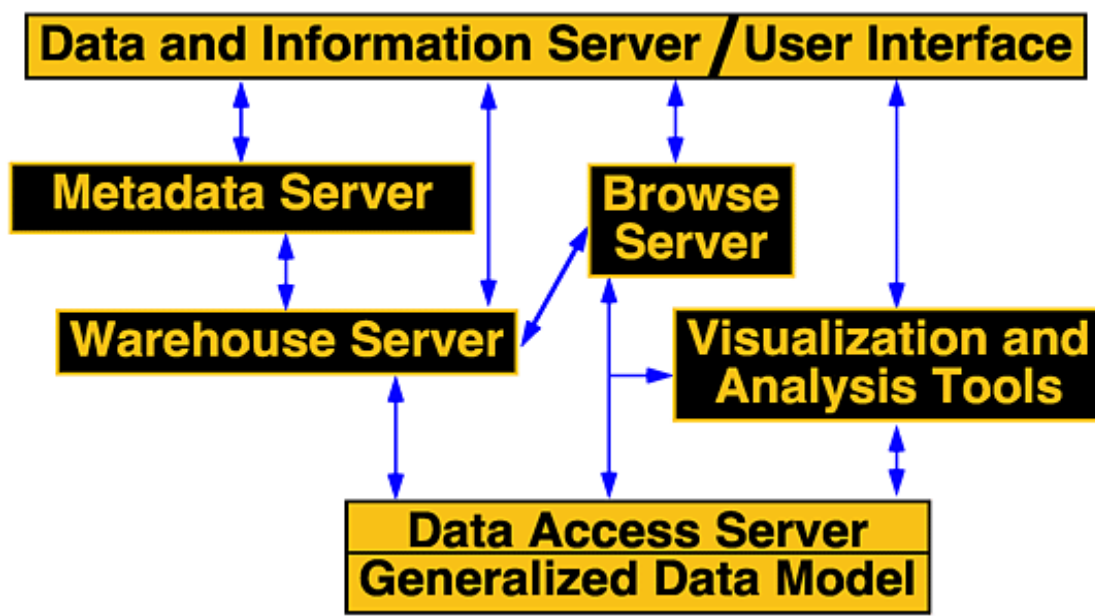 Data and Information Server / User Interface
Metadata Server
Browse
Server
Warehouse Server
Visualization and
Analysis Tools
Data Access Server
Generalized Data Model